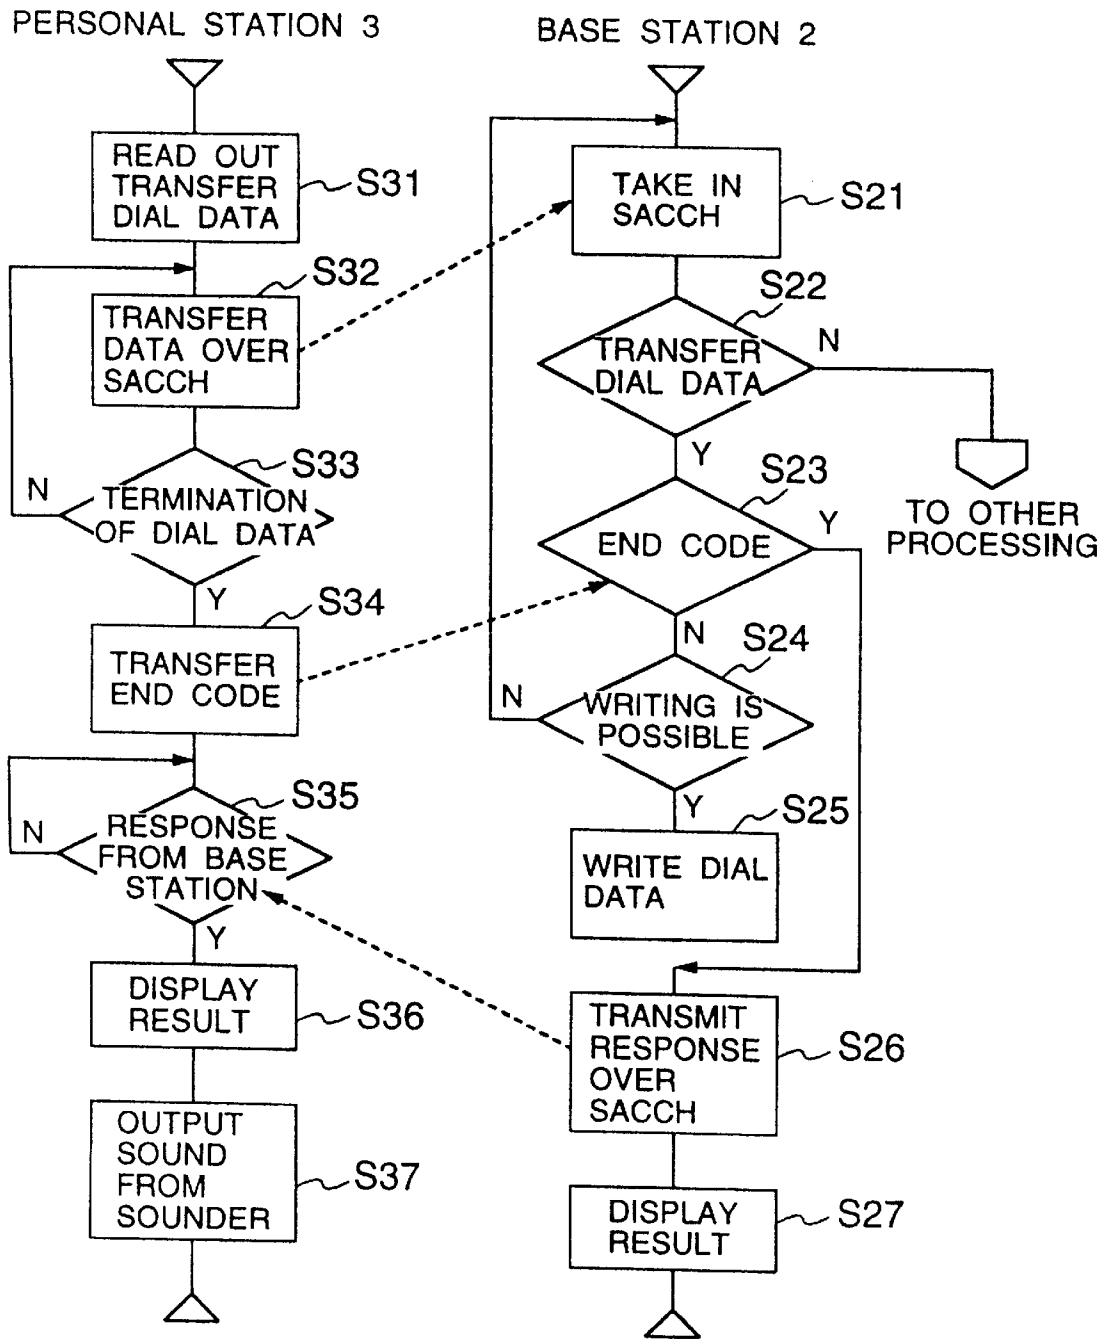 PERSONAL STATION 3
READ OUT
TRANSFER
DIAL DATA
S31
S32
TRANSFER
DATA OVER
SACCH
S33
N
TERMINATION
OF DIAL DATA
Y
S34
TRANSFER
END CODE
S35
N
RESPONSE
FROM BASE
STATION
Y
DISPLAY
RESULT
S36
OUTPUT
SOUND
FROM
SOUNDER
S37
BASE STATION 2
TAKE IN
SACCH
S21
S22
TRANSFER
DIAL DATA
N
Y
TO OTHER
PROCESSING
S23
END CODE
Y
N
S24
N
WRITING IS
POSSIBLE
Y
S25
WRITE DIAL
DATA
TRANSMIT
RESPONSE
OVER
SACCH
S26
DISPLAY
RESULT
S27